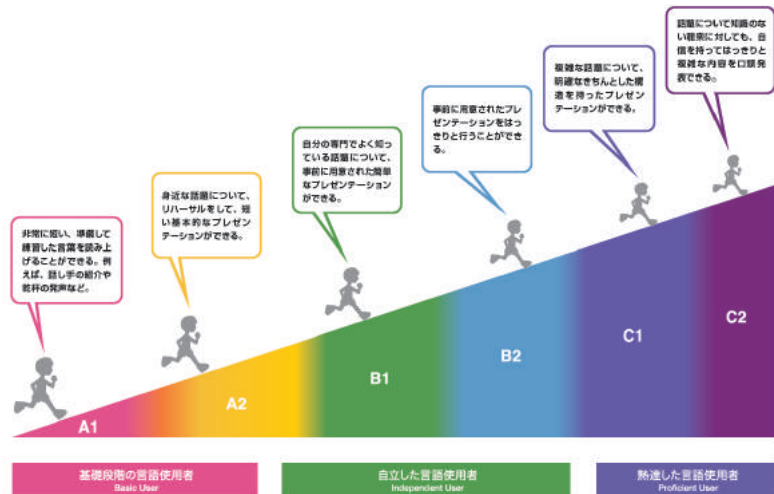 非常に短い、準備して
練習した言葉を読み上
げることができる。例
えば、話し手の紹介や
乾杯の発声など。
身近な話題について、
リハーサルをして、短
い基本的なプレゼン
テーションができる。
自分の専門でよく知っ
ている話題について、
事前に用意された簡単
なプレゼンテーション
ができる。
事前に用意されたプレ
ゼンテーションをはっ
きりと行うことができ
る。
複雑な話題について、
明確なきちんとした構
造を持ったプレゼン
テーションができる。
話題について知識のな
い聴衆に対しても、自
信を持ってはっきりと
複雑な内容を口頭発
表できる。
A1
A2
B1
B2
C1
C2
基礎段階の言語使用者
Basic User
自立した言語使用者
Independent User
熟達した言語使用者
Proficient User